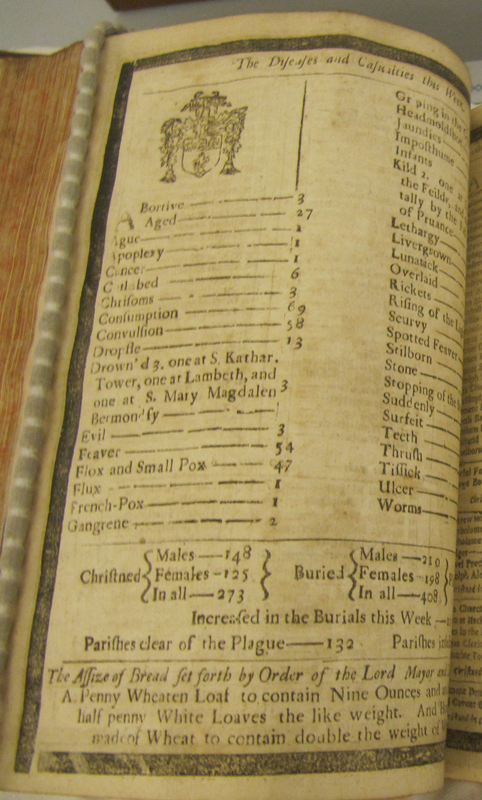 The Diseases and Casualties this Week
ABortive — 3
Aged — 27
Ague — 1
Apoplexy — 1
Cancer — 1
Childbed — 6
Chrisoms — 3
Consumption — 69
Convulsion — 58
Dropsie — 13
Drown'd 3. one at S. Kathar.
Tower, one at Lambeth, and
one at S. Mary Magdalen
Bermondsy — 3
Evil — 3
Feaver — 54
Flox and Small Pox — 47
Flux — 1
French-Pox — 1
Gangrene — 2
Griping in the
Headmouldshot
Jaundies
Imposthume
Infants
Kild 2. one
the Feilds, and
tally by the
of Pruance
Lethargy
Livergrown
Lunatick
Overlaid
Rickets
Rising of the
Scurvy
Spotted Feaver
Stilborn
Stone
Stopping of the
Suddenly
Surfeit
Teeth
Thrush
Tissick
Ulcer
Worms
Christned Males — 148 Females — 125 In all — 273
Buried Males — 210 Females — 198 In all — 408
Increased in the Burials this Week
Parishes clear of the Plague — 132 Parishes
The Assize of Bread set forth by Order of the Lord Mayor and
A Penny Wheaten Loaf to contain Nine Ounces and
half penny White Loaves the like weight. And
made of Wheat to contain double the weight of